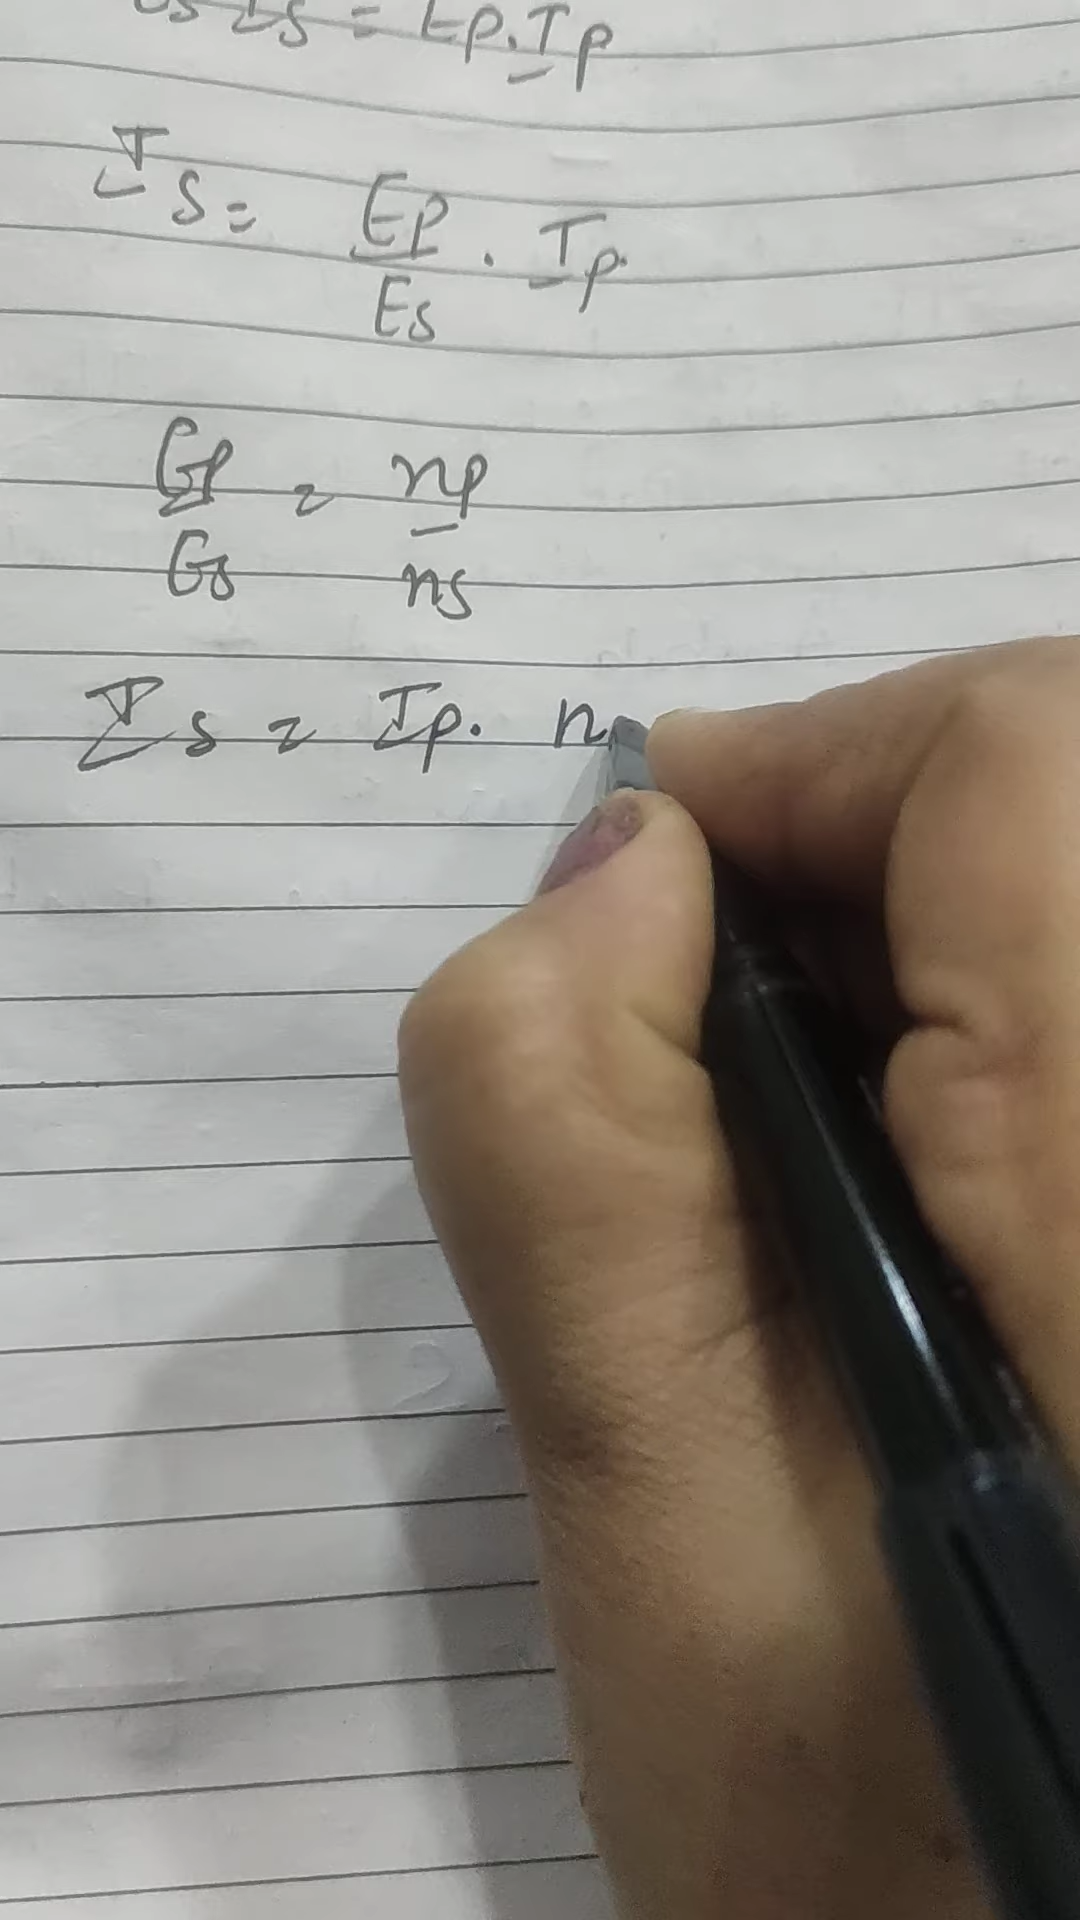 Es Is = Ep. Ip
Is = Ep/Es . Ip.
Ep/Es = np/ns
Is = Ip. n